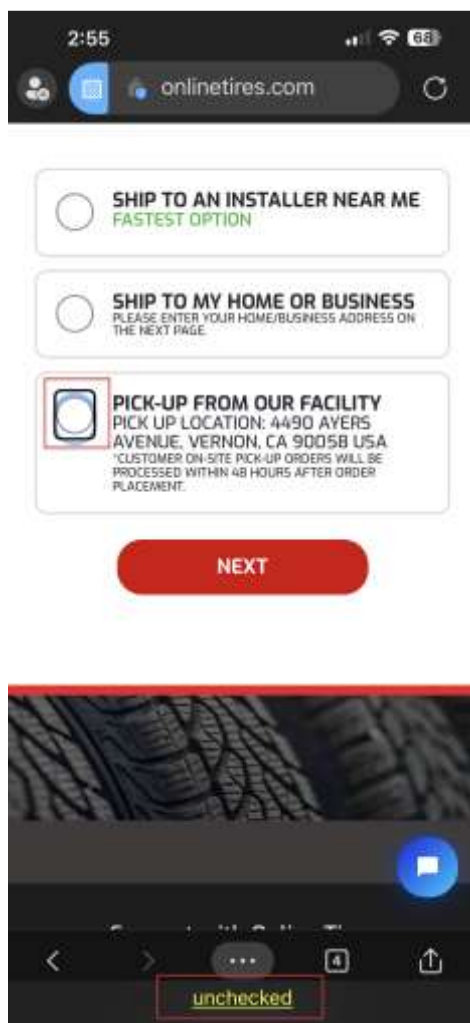 2:55
68
onlinetires.com
SHIP TO AN INSTALLER NEAR ME
FASTEST OPTION
SHIP TO MY HOME OR BUSINESS
PLEASE ENTER YOUR HOME/BUSINESS ADDRESS ON
THE NEXT PAGE
PICK-UP FROM OUR FACILITY
PICK UP LOCATION: 4490 AYERS
AVENUE, VERNON, CA 90058 USA
*CUSTOMER ON-SITE PICK-UP ORDERS WILL BE
PROCESSED WITHIN 48 HOURS AFTER ORDER
PLACEMENT.
NEXT
4
unchecked